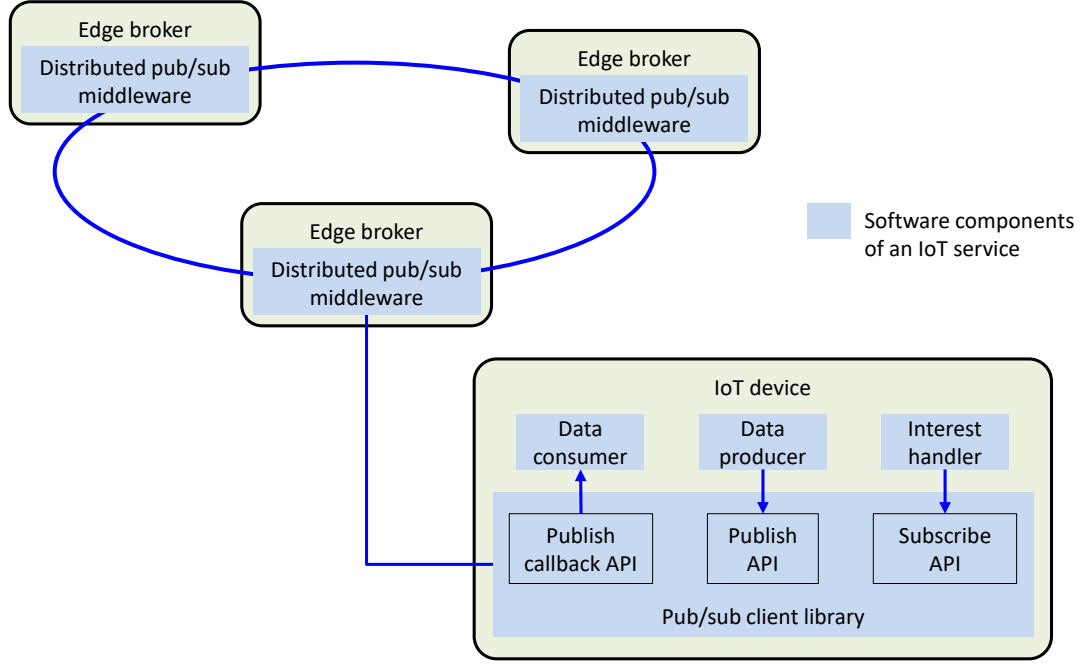 Edge broker
Distributed pub/sub
middleware
Edge broker
Distributed pub/sub
middleware
Edge broker
Distributed pub/sub
middleware
Software components
of an IoT service
IoT device
Data
consumer
Data
producer
Interest
handler
Publish
callback API
Publish
API
Subscribe
API
Pub/sub client library